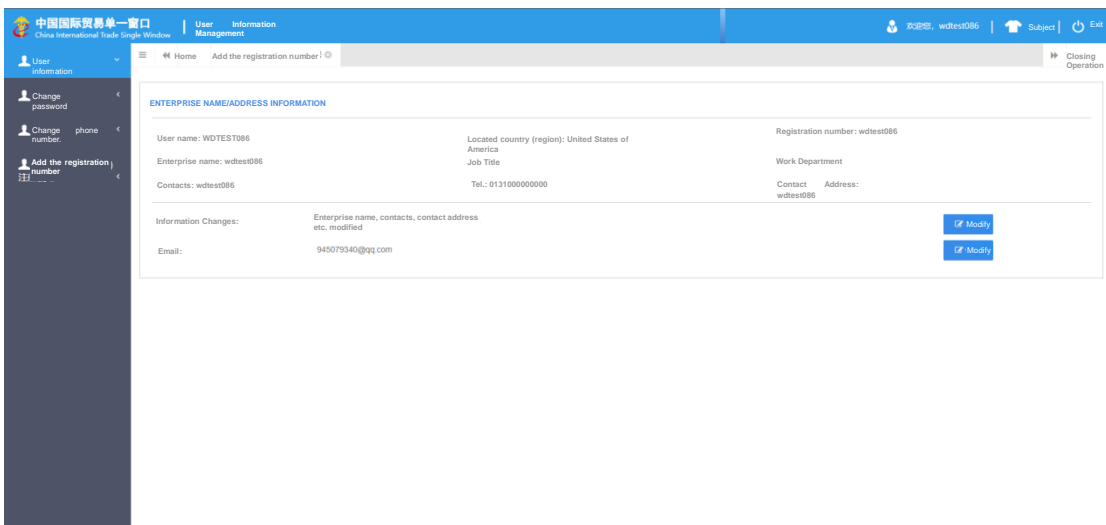 中国国际贸易单一窗口
China International Trade Single Window
User Information
Management
欢迎您, wdtest086
Subject
Exit
User
information
Home
Add the registration number
Closing
Operation
Change
password
Change phone
number.
Add the registration
number
ENTERPRISE NAME/ADDRESS INFORMATION
User name: WDTEST086
Located country (region): United States of
America
Registration number: wdtest086
Enterprise name: wdtest086
Job Title
Work Department
Contacts: wdtest086
Tel.: 0131000000000
Contact Address:
wdtest086
Information Changes:
Enterprise name, contacts, contact address
etc. modified
Modify
Email:
945079340@qq.com
Modify